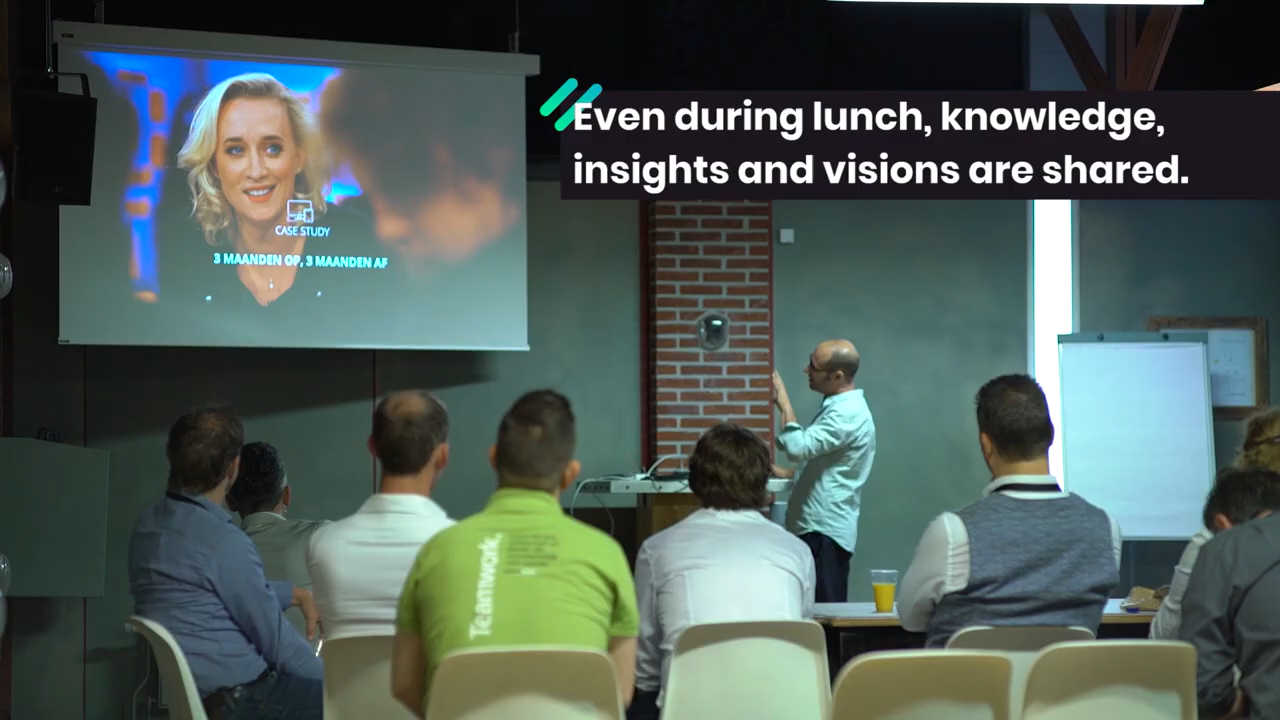 Even during lunch, knowledge,
insights and visions are shared.
CASE STUDY
3 MAANDEN OP, 3 MAANDEN AF
Teamwork.